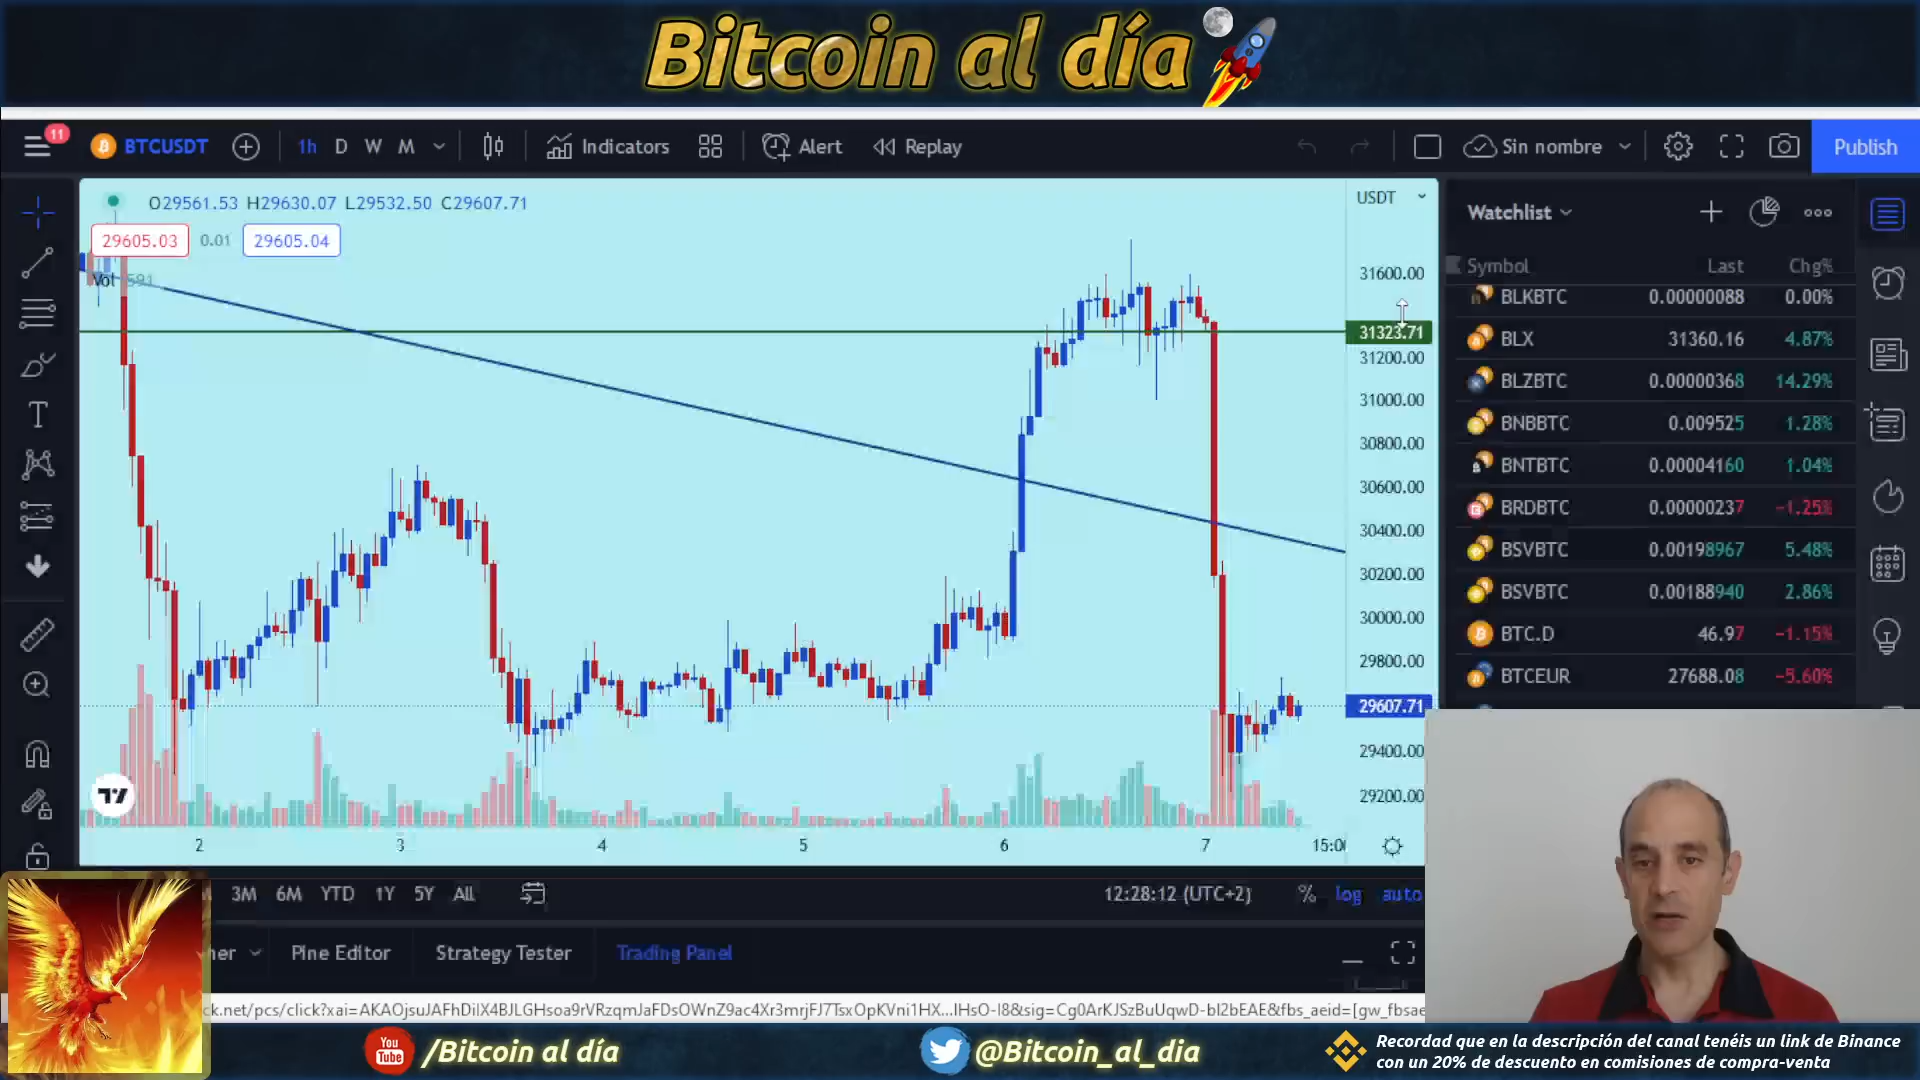 Bitcoin al día
11
BTCUSDT
1h D W M
Indicators
Alert
Replay
Sin nombre
Publish
O29561.53 H29630.07 L29532.50 C29607.71
29605.03 0.01 29605.04
Vol 591
USDT
31600.00
31323.71
31200.00
31000.00
30800.00
30600.00
30400.00
30200.00
30000.00
29800.00
29607.71
29400.00
29200.00
2 3 4 5 6 7 15:0
Watchlist
Symbol Last Chg%
BLKBTC 0.00000088 0.00%
BLX 31360.16 4.87%
BLZBTC 0.00000368 14.29%
BNBBTC 0.009525 1.28%
BNTBTC 0.00004160 1.04%
BRDBTC 0.00000237 −1.25%
BSVBTC 0.00198967 5.48%
BSVBTC 0.00188940 2.86%
BTC.D 46.97 −1.15%
BTCEUR 27688.08 −5.60%
3M 6M YTD 1Y 5Y All
12:28:12 (UTC+2) % log auto
her Pine Editor Strategy Tester Trading Panel
You Tube /Bitcoin al día
@Bitcoin_al_dia
Recordad que en la descripción del canal tenéis un link de Binance
con un 20% de descuento en comisiones de compra-venta